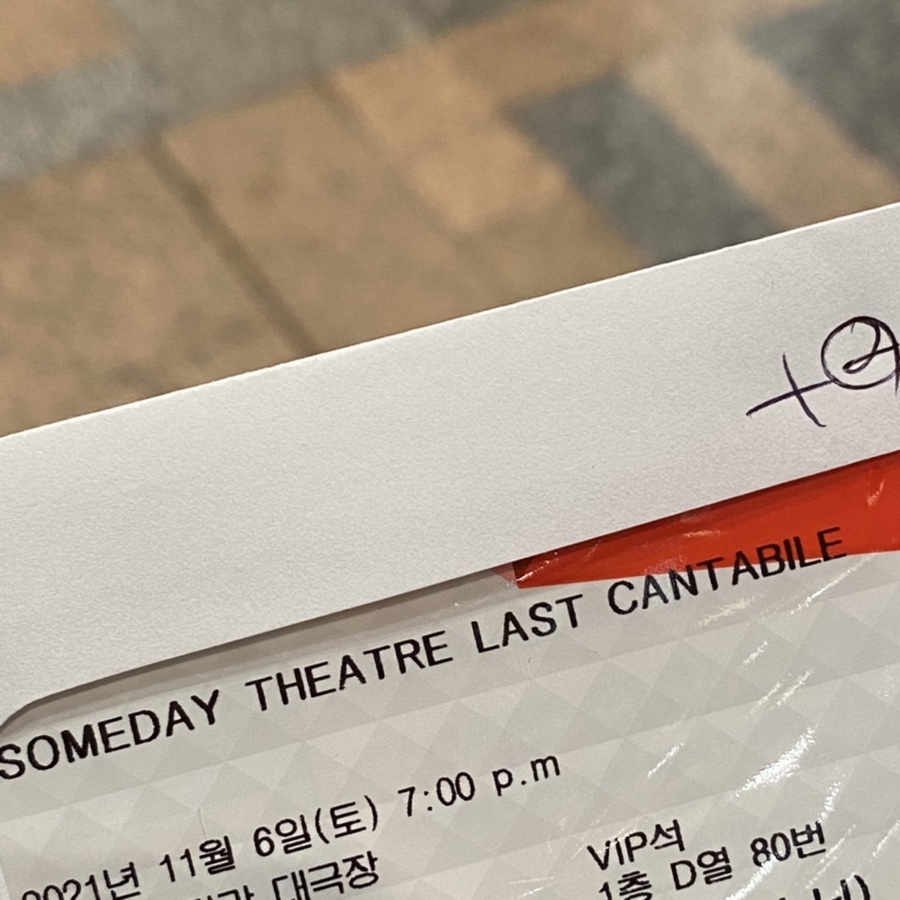 +②
SOMEDAY THEATRE LAST CANTABILE
2021년 11월 6일(토) 7:00 p.m
VIP석
대극장
1층 D열 80번